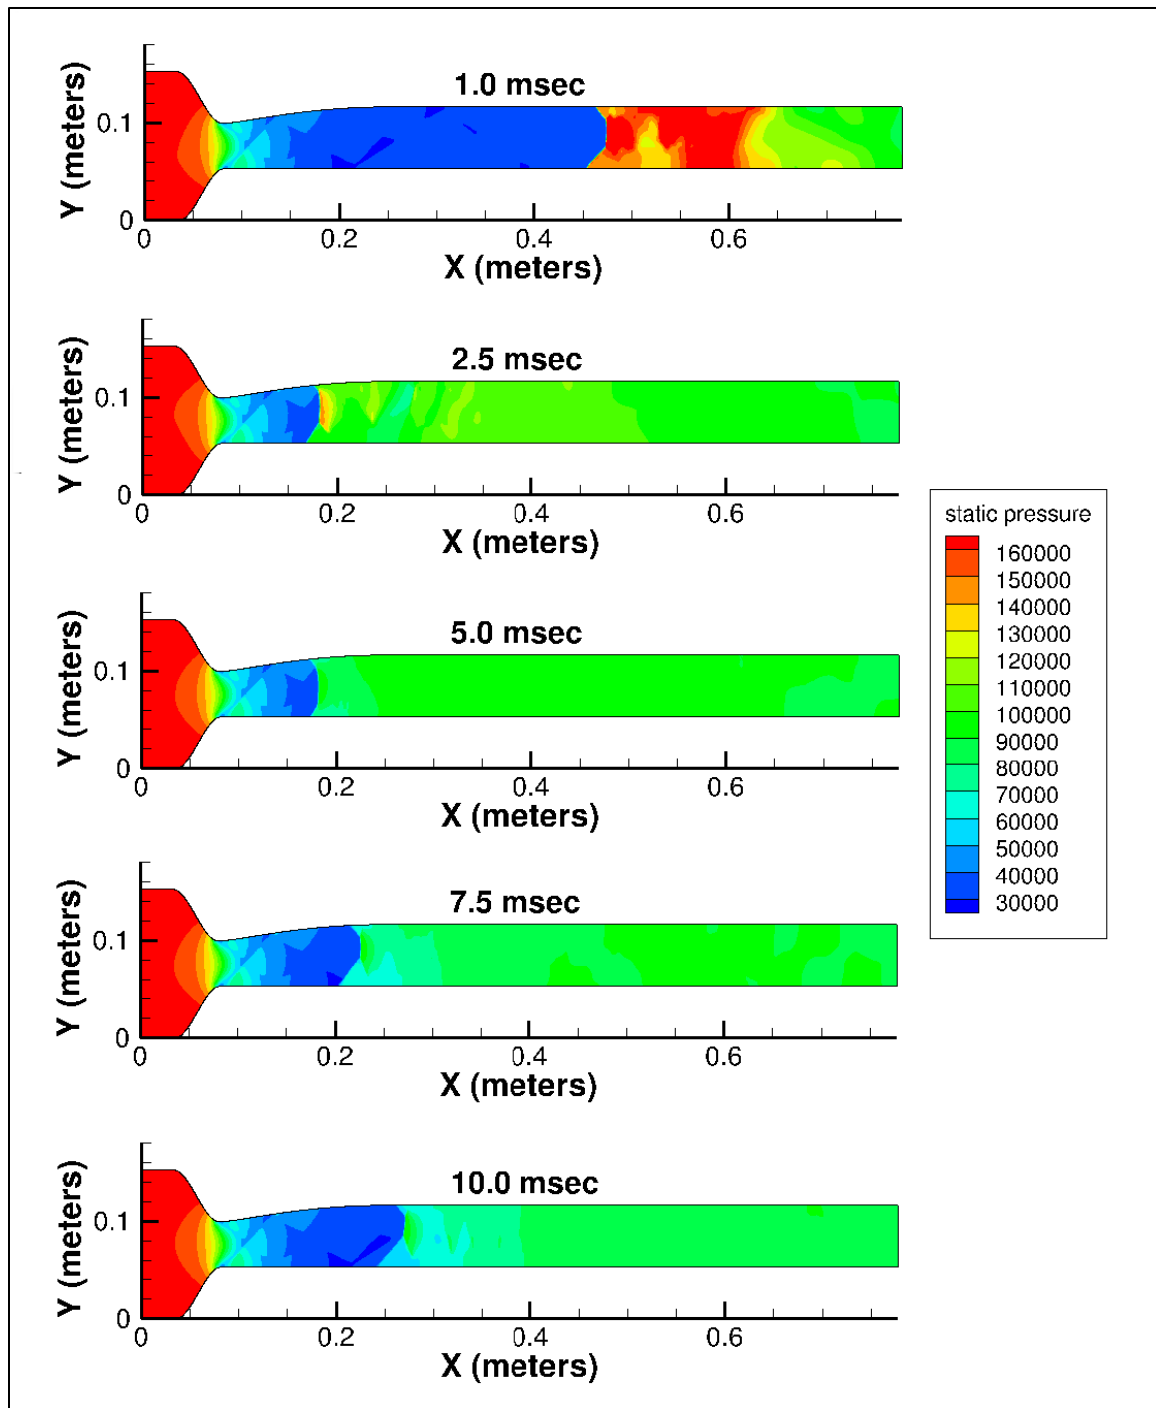 1.0 msec
Y (meters)
0.1
0
0 0.2 0.4 0.6
X (meters)
2.5 msec
Y (meters)
0.1
0
0 0.2 0.4 0.6
X (meters)
static pressure
160000
150000
140000
130000
120000
110000
100000
90000
80000
70000
60000
50000
40000
30000
5.0 msec
Y (meters)
0.1
0
0 0.2 0.4 0.6
X (meters)
7.5 msec
Y (meters)
0.1
0
0 0.2 0.4 0.6
X (meters)
10.0 msec
Y (meters)
0.1
0
0 0.2 0.4 0.6
X (meters)